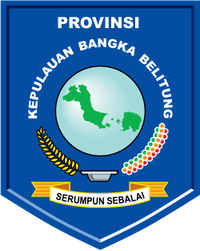 PROVINSI
KEPULAUAN BANGKA BELITUNG
SERUMPUN SEBALAI